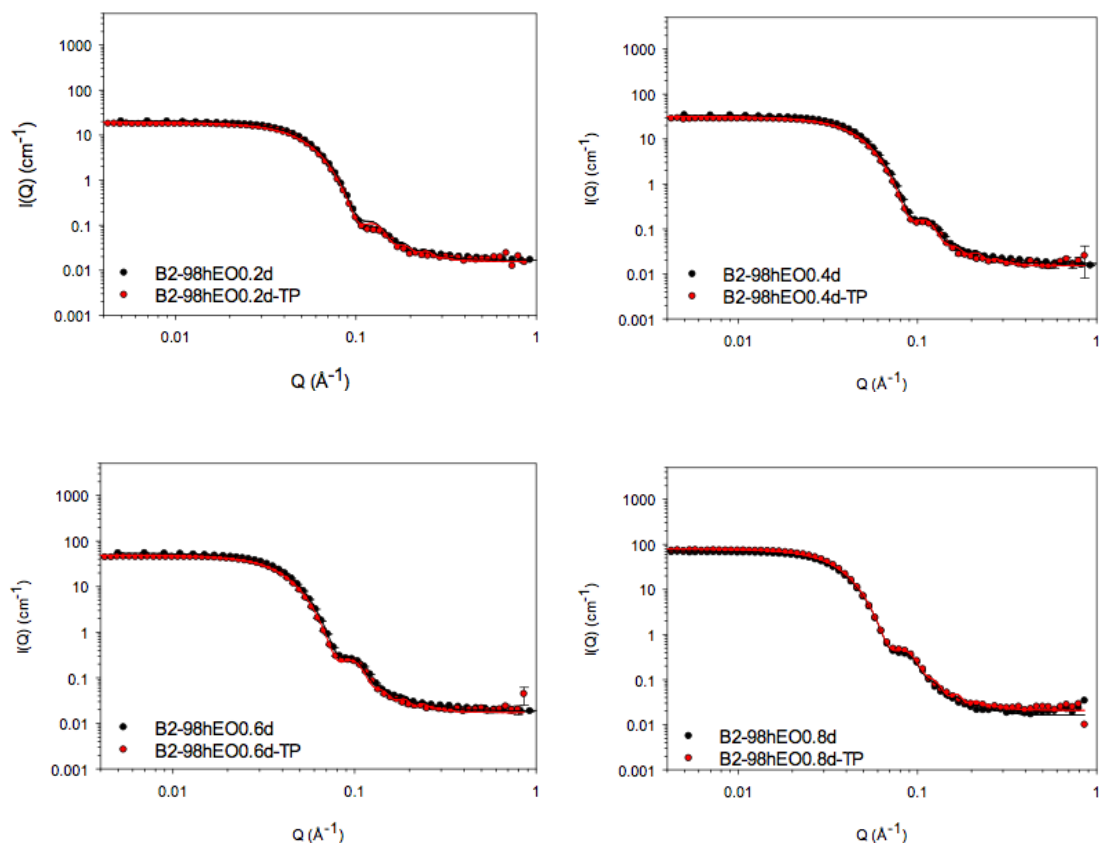 1000
100
10
1
0.1
0.01
0.001
I(Q) (cm⁻¹)
B2-98hEO0.2d
B2-98hEO0.2d-TP
0.01 0.1 1
Q (Å⁻¹)
1000
100
10
1
0.1
0.01
0.001
I(Q) (cm⁻¹)
B2-98hEO0.4d
B2-98hEO0.4d-TP
0.01 0.1 1
Q (Å⁻¹)
1000
100
10
1
0.1
0.01
0.001
I(Q) (cm⁻¹)
B2-98hEO0.6d
B2-98hEO0.6d-TP
0.01 0.1 1
Q (Å⁻¹)
1000
100
10
1
0.1
0.01
0.001
I(Q) (cm⁻¹)
B2-98hEO0.8d
B2-98hEO0.8d-TP
0.01 0.1 1
Q (Å⁻¹)